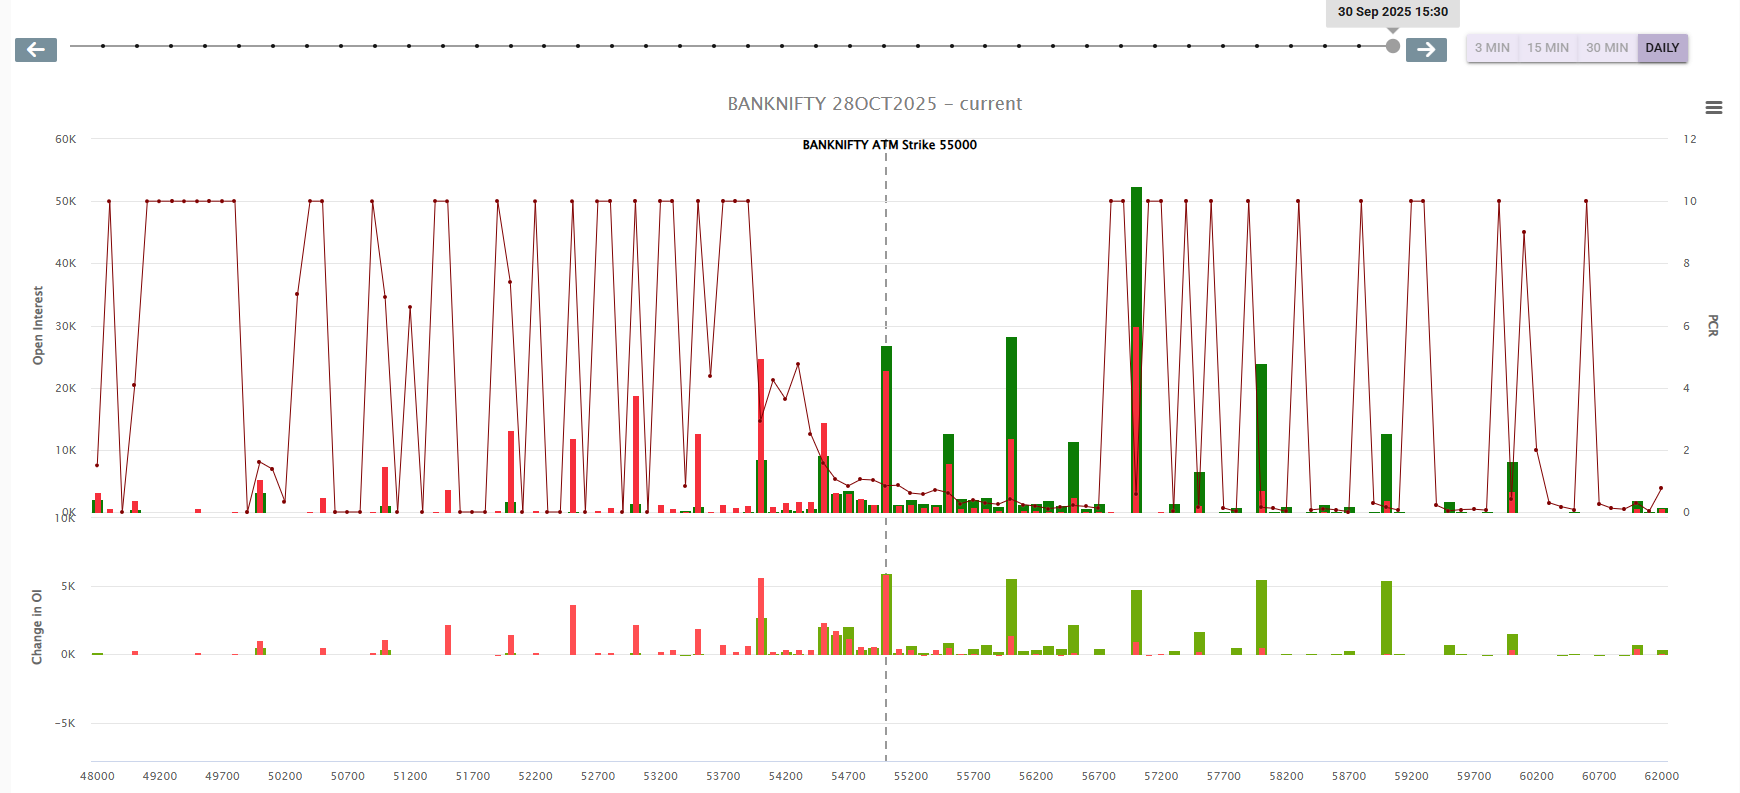 30 Sep 2025 15:30
3 MIN 15 MIN 30 MIN DAILY
BANKNIFTY 28OCT2025 – current
BANKNIFTY ATM Strike 55000
60K
50K
40K
30K
20K
10K
0K
Open Interest
12
10
8
6
4
2
0
PCR
10K
5K
0K
−5K
Change in OI
48000 49200 49700 50200 50700 51200 51700 52200 52700 53200 53700 54200 54700 55200 55700 56200 56700 57200 57700 58200 58700 59200 59700 60200 60700 62000